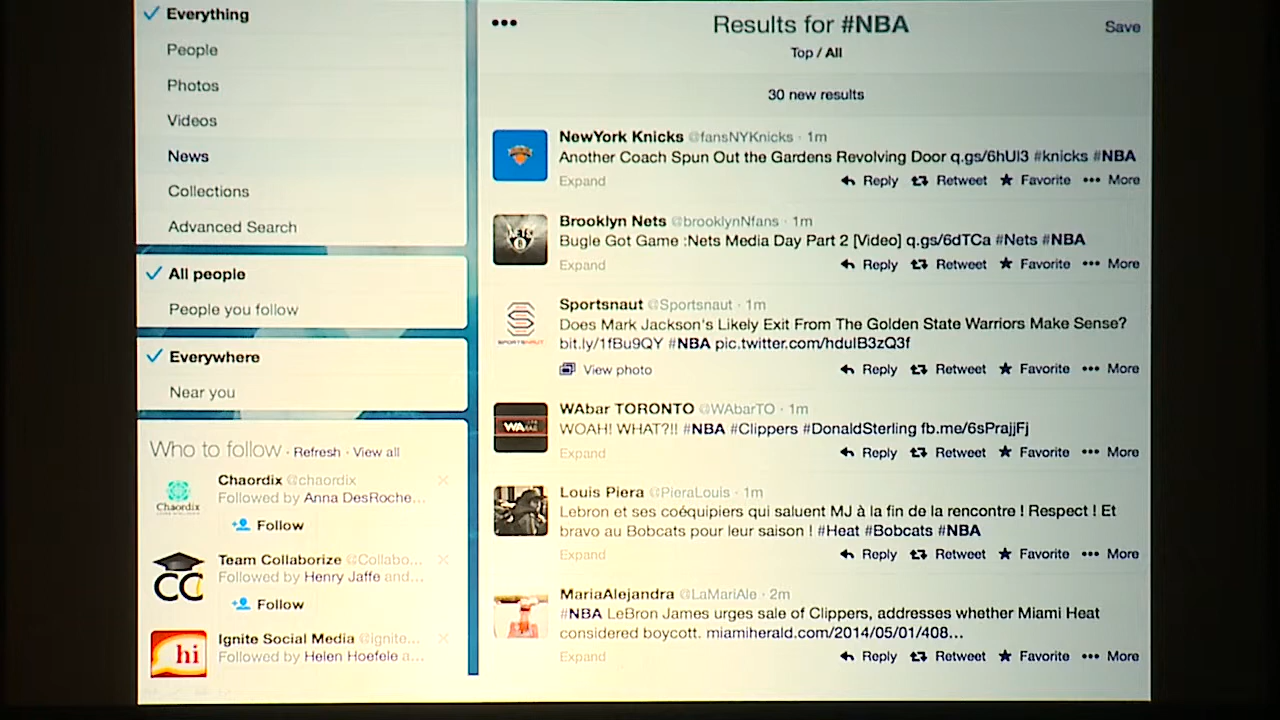 Everything
People
Photos
Videos
News
Collections
Advanced Search
All people
People you follow
Everywhere
Near you
Who to follow · Refresh · View all
Chaordix @chaordix
Followed by Anna DesRoche...
Chaordix
Follow
Team Collaborize @Collabo...
Followed by Henry Jaffe and...
CC
Follow
Ignite Social Media @ignite...
Followed by Helen Hoefele a...
hi
Results for #NBA
Save
Top / All
30 new results
NewYork Knicks @fansNYKnicks · 1m
Another Coach Spun Out the Gardens Revolving Door q.gs/6hUl3 #knicks #NBA
Expand Reply Retweet Favorite More
Brooklyn Nets @brooklynNfans · 1m
NETS
Bugle Got Game :Nets Media Day Part 2 [Video] q.gs/6dTCa #Nets #NBA
Expand Reply Retweet Favorite More
Sportsnaut @Sportsnaut · 1m
Does Mark Jackson's Likely Exit From The Golden State Warriors Make Sense?
bit.ly/1fBu9QY #NBA pic.twitter.com/hdulB3zQ3f
SPORTSNAUT
View photo Reply Retweet Favorite More
WAbar TORONTO @WAbarTO · 1m
WOAH! WHAT?!! #NBA #Clippers #DonaldSterling fb.me/6sPrajjFj
WA
Expand Reply Retweet Favorite More
Louis Piera @PieraLouis · 1m
Lebron et ses coéquipiers qui saluent MJ à la fin de la rencontre ! Respect ! Et
bravo au Bobcats pour leur saison ! #Heat #Bobcats #NBA
Expand Reply Retweet Favorite More
MariaAlejandra @LaMariAle · 2m
#NBA LeBron James urges sale of Clippers, addresses whether Miami Heat
considered boycott. miamiherald.com/2014/05/01/408...
Expand Reply Retweet Favorite More